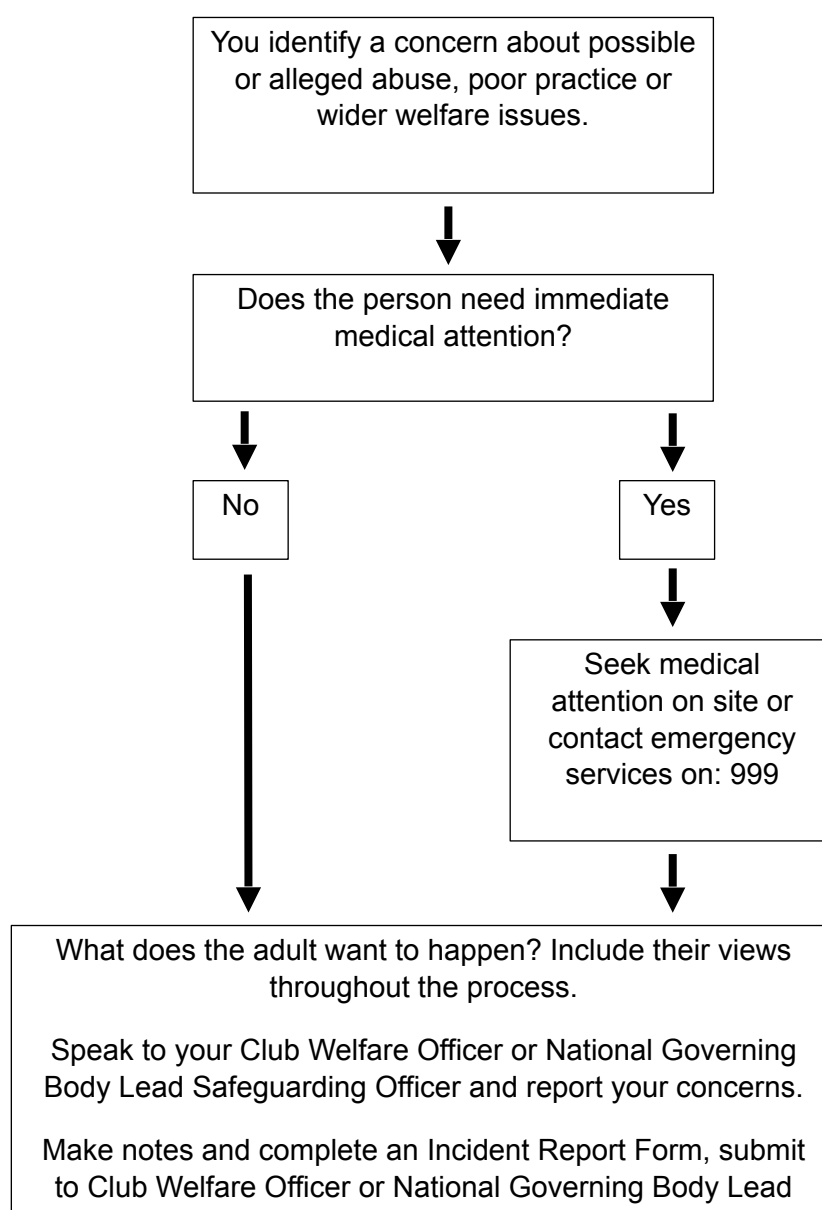 You identify a concern about possible
or alleged abuse, poor practice or
wider welfare issues.
Does the person need immediate
medical attention?
No
Yes
Seek medical
attention on site or
contact emergency
services on: 999
What does the adult want to happen? Include their views
throughout the process.
Speak to your Club Welfare Officer or National Governing
Body Lead Safeguarding Officer and report your concerns.
Make notes and complete an Incident Report Form, submit
to Club Welfare Officer or National Governing Body Lead